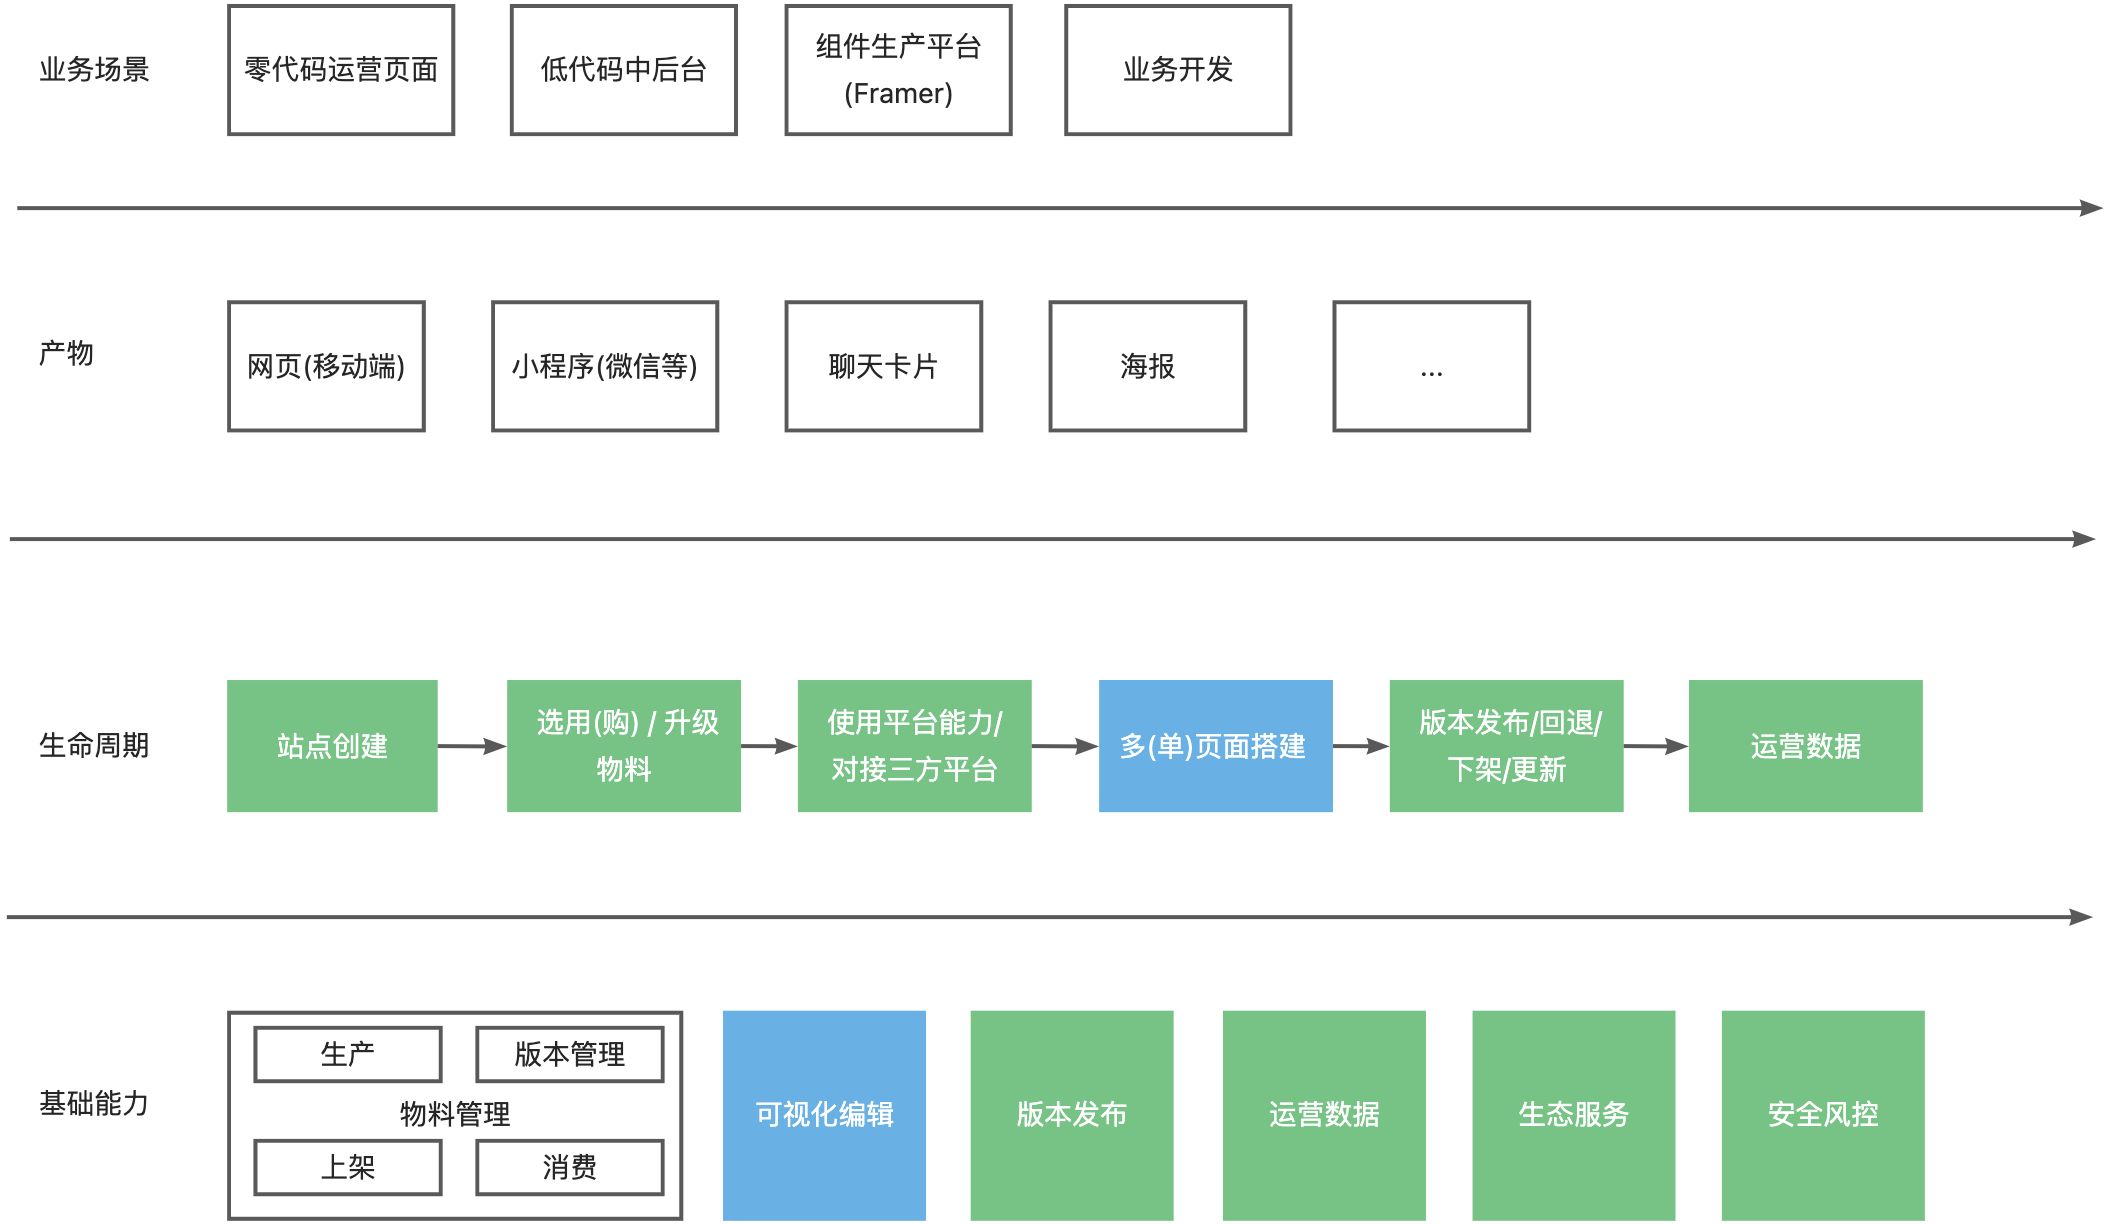 业务场景
零代码运营页面
低代码中后台
组件生产平台
(Framer)
业务开发
产物
网页(移动端)
小程序(微信等)
聊天卡片
海报
...
生命周期
站点创建
选用(购) / 升级
物料
使用平台能力/
对接三方平台
多(单)页面搭建
版本发布/回退/
下架/更新
运营数据
基础能力
生产
版本管理
物料管理
上架
消费
可视化编辑
版本发布
运营数据
生态服务
安全风控